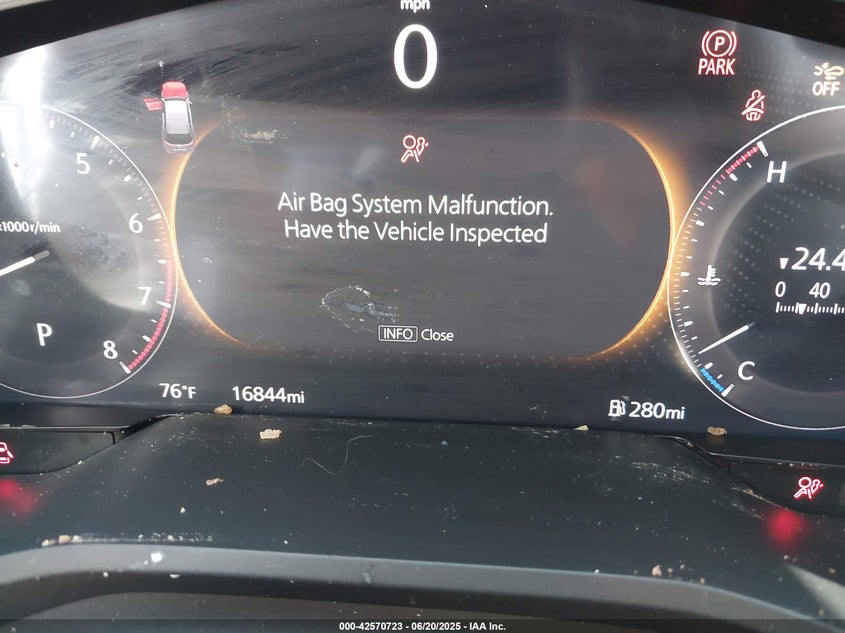 mpn
0
PARK
OFF
5
6
x1000r/min
7
8
P
Air Bag System Malfunction.
Have the Vehicle Inspected
INFO Close
H
24.4
0 40
C
76°F 16844mi
280mi
000-42570723 - 06/20/2025 - IAA Inc.